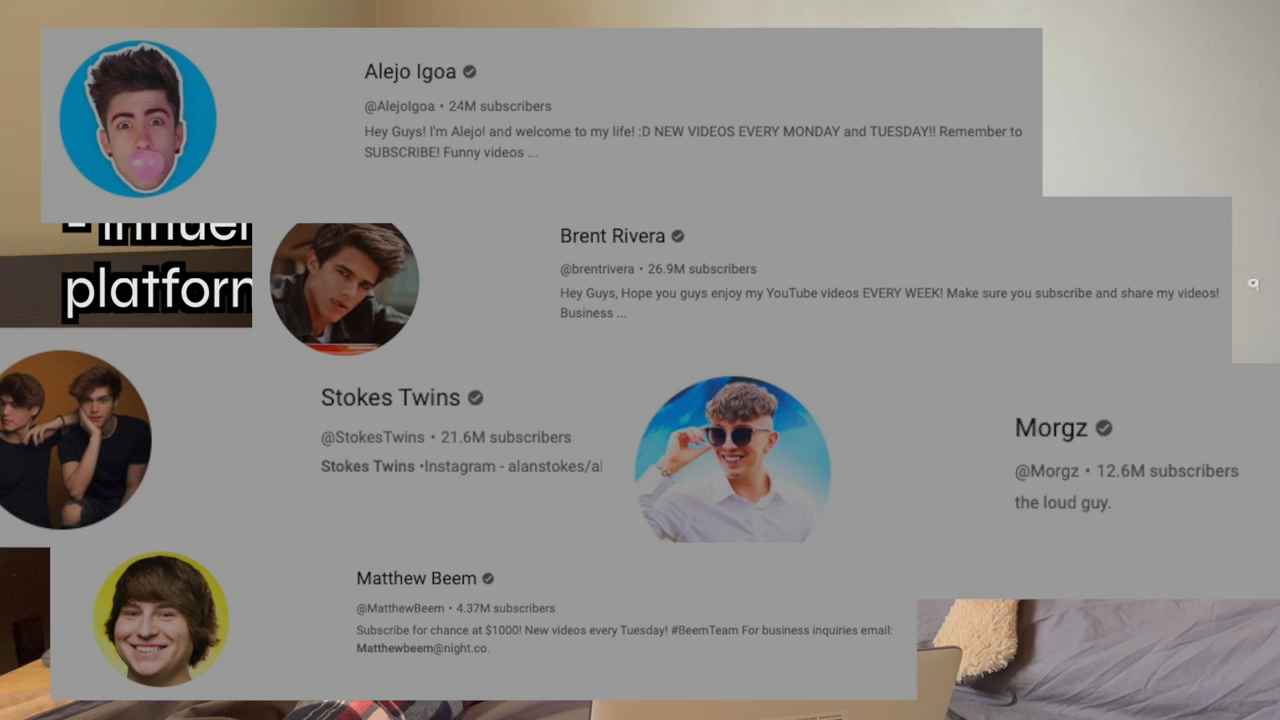 Alejo Igoa
@AlejoIgoa • 24M subscribers
Hey Guys! I'm Alejo! and welcome to my life! :D NEW VIDEOS EVERY MONDAY and TUESDAY!! Remember to
SUBSCRIBE! Funny videos ...
platform
Brent Rivera
@brentrivera • 26.9M subscribers
Hey Guys, Hope you guys enjoy my YouTube videos EVERY WEEK! Make sure you subscribe and share my videos!
Business ...
Stokes Twins
@StokesTwins • 21.6M subscribers
Stokes Twins •Instagram - alanstokes/al
Morgz
@Morgz • 12.6M subscribers
the loud guy.
Matthew Beem
@MatthewBeem • 4.37M subscribers
Subscribe for chance at $1000! New videos every Tuesday! #BeemTeam For business inquiries email:
Matthewbeem@night.co.